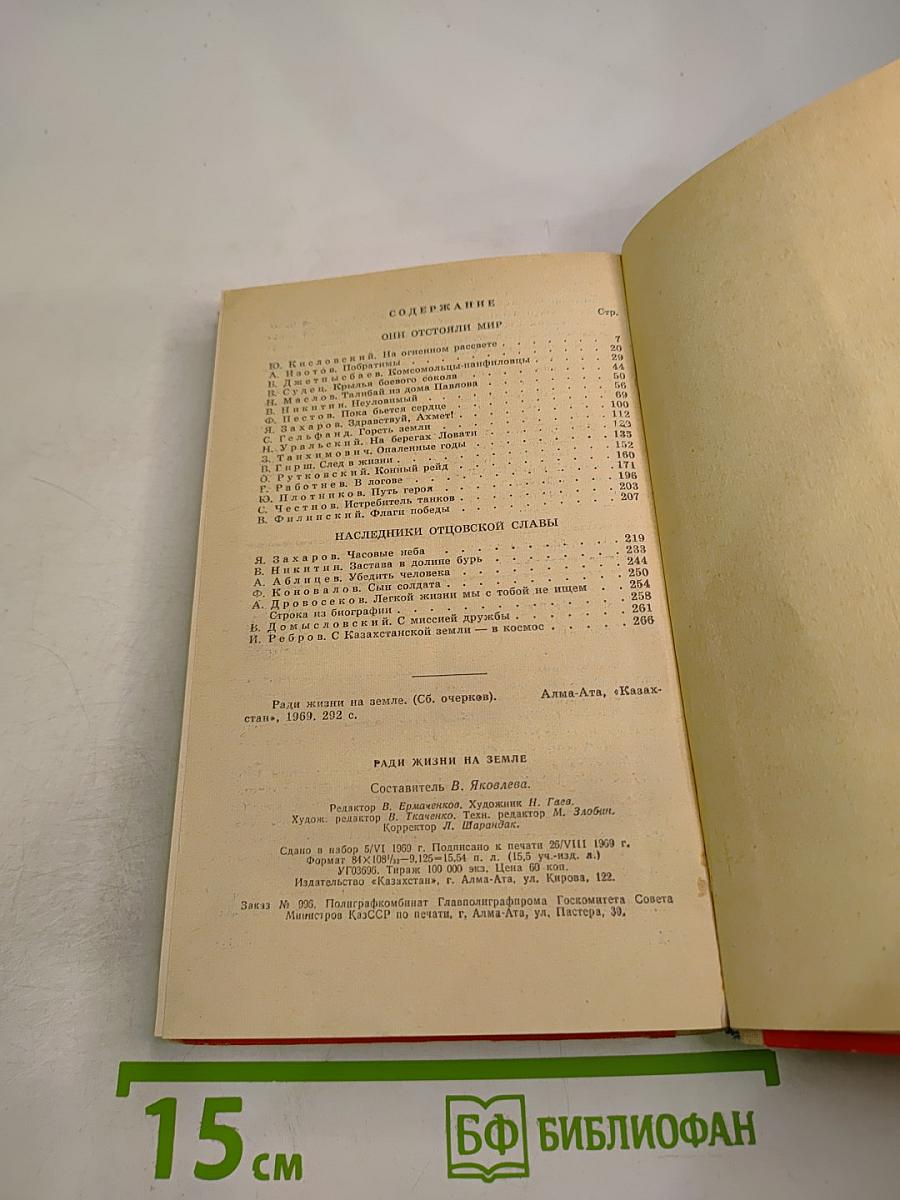 СОДЕРЖАНИЕ
Стр.
ОНИ ОТСТОЯЛИ МИР
Ю. Кисловский. На огненном рассвете . . . . . . 7
А. Изотов. Побратимы . . . . . . 20
В. Джетпысбаев. Комсомольцы-панфиловцы . . . . . . 29
В. Судец. Крылья боевого сокола . . . . . . 44
Н. Маслов. Талибай из дома Павлова . . . . . . 50
В. Никитин. Неуловимый . . . . . . 56
Ф. Пестов. Пока бьется сердце . . . . . . 69
Я. Захаров. Здравствуй, Ахмет! . . . . . . 100
С. Гельфанд. Горсть земли . . . . . . 112
Н. Уральский. На берегах Ловати . . . . . .
З. Танхимович. Опаленные годы . . . . . . 133
В. Гирш. След в жизни . . . . . . 152
О. Рутковский. Конный рейд . . . . . . 160
Г. Работнев. В логове . . . . . . 171
Ю. Плотников. Путь героя . . . . . . 196
С. Честнов. Истребитель танков . . . . . . 203
В. Филинский. Флаги победы . . . . . . 207
НАСЛЕДНИКИ ОТЦОВСКОЙ СЛАВЫ
Я. Захаров. Часовые неба . . . . . . 219
В. Никитин. Застава в долине бурь . . . . . . 233
А. Аблицев. Убедить человека . . . . . . 244
Ф. Коновалов. Сын солдата . . . . . . 250
А. Дровосеков. Легкой жизни мы с тобой не ищем . . 254
Строка из биографии . . . . . . 258
В. Домысловский. С миссией дружбы . . . . . . 261
И. Ребров. С Казахстанской земли — в космос . . . . . 266
Ради жизни на земле. (Сб. очерков). Алма-Ата, «Казах-
стан», 1969. 292 с.
РАДИ ЖИЗНИ НА ЗЕМЛЕ
Составитель В. Яковлева.
Редактор В. Ермаченков. Художник Н. Гаев.
Худож. редактор В. Ткаченко. Техн. редактор М. Злобин.
Корректор Л. Шарандак.
Сдано в набор 5/VI 1969 г. Подписано к печати 26/VIII 1969 г.
Формат 84×108¹/₃₂—9,125=15,54 п. л. (15,5 уч.-изд. л.)
УГ03696. Тираж 100 000 экз. Цена 60 коп.
Издательство «Казахстан», г. Алма-Ата, ул. Кирова, 122.
Заказ № 996. Полиграфкомбинат Главполиграфпрома Госкомитета Совета
Министров КазССР по печати, г. Алма-Ата, ул. Пастера, 39.
15 см
БФ БИБЛИОФАН